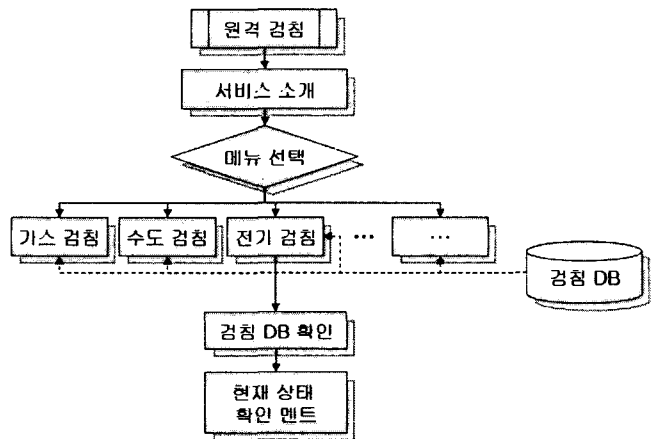 원격 검침
서비스 소개
메뉴 선택
가스 검침
수도 검침
전기 검침
...
...
검침 DB
검침 DB 확인
현재 상태
확인 멘트